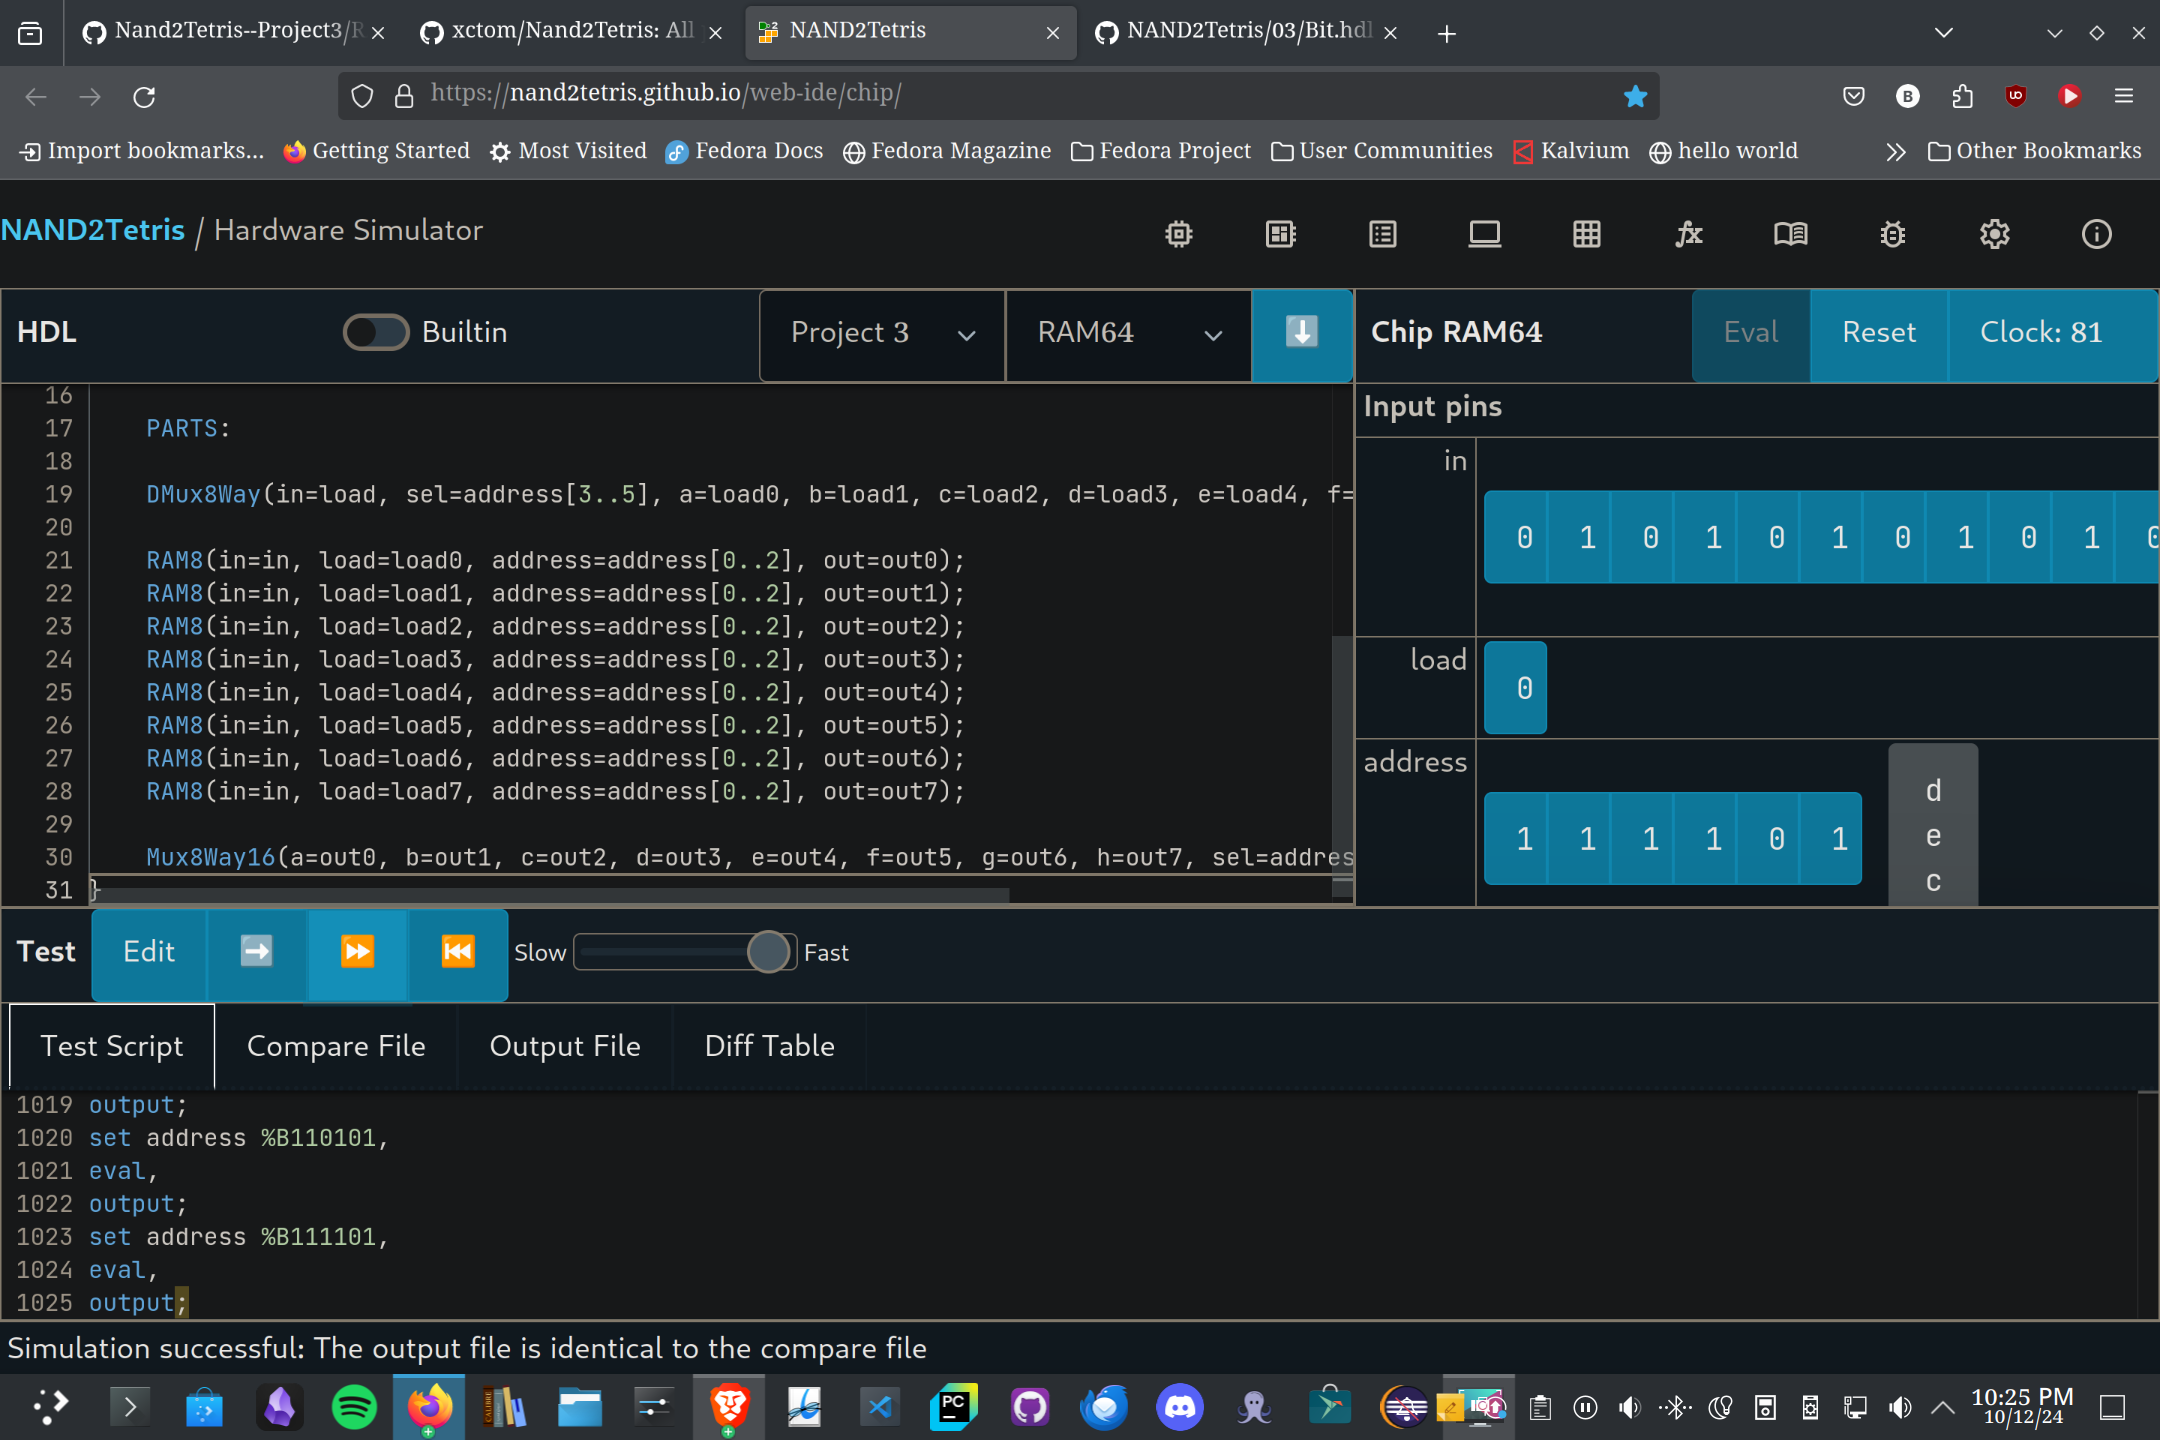 Nand2Tetris--Project3/R
xctom/Nand2Tetris: All
NAND2Tetris
NAND2Tetris/03/Bit.hdl
https://nand2tetris.github.io/web-ide/chip/
B
Import bookmarks...
Getting Started
Most Visited
Fedora Docs
Fedora Magazine
Fedora Project
User Communities
Kalvium
hello world
Other Bookmarks
NAND2Tetris / Hardware Simulator
HDL
Builtin
Project 3
RAM64
Chip RAM64
Eval
Reset
Clock: 81
16
17 PARTS:
18
19 DMux8Way(in=load, sel=address[3..5], a=load0, b=load1, c=load2, d=load3, e=load4, f=
20
21 RAM8(in=in, load=load0, address=address[0..2], out=out0);
22 RAM8(in=in, load=load1, address=address[0..2], out=out1);
23 RAM8(in=in, load=load2, address=address[0..2], out=out2);
24 RAM8(in=in, load=load3, address=address[0..2], out=out3);
25 RAM8(in=in, load=load4, address=address[0..2], out=out4);
26 RAM8(in=in, load=load5, address=address[0..2], out=out5);
27 RAM8(in=in, load=load6, address=address[0..2], out=out6);
28 RAM8(in=in, load=load7, address=address[0..2], out=out7);
29
30 Mux8Way16(a=out0, b=out1, c=out2, d=out3, e=out4, f=out5, g=out6, h=out7, sel=addres
31 }
Input pins
in
0 1 0 1 0 1 0 1 0 1 0
load
0
address
1 1 1 1 0 1
d
e
c
Test
Edit
Slow
Fast
Test Script
Compare File
Output File
Diff Table
1019 output;
1020 set address %B110101,
1021 eval,
1022 output;
1023 set address %B111101,
1024 eval,
1025 output;
Simulation successful: The output file is identical to the compare file
PC
10:25 PM
10/12/24